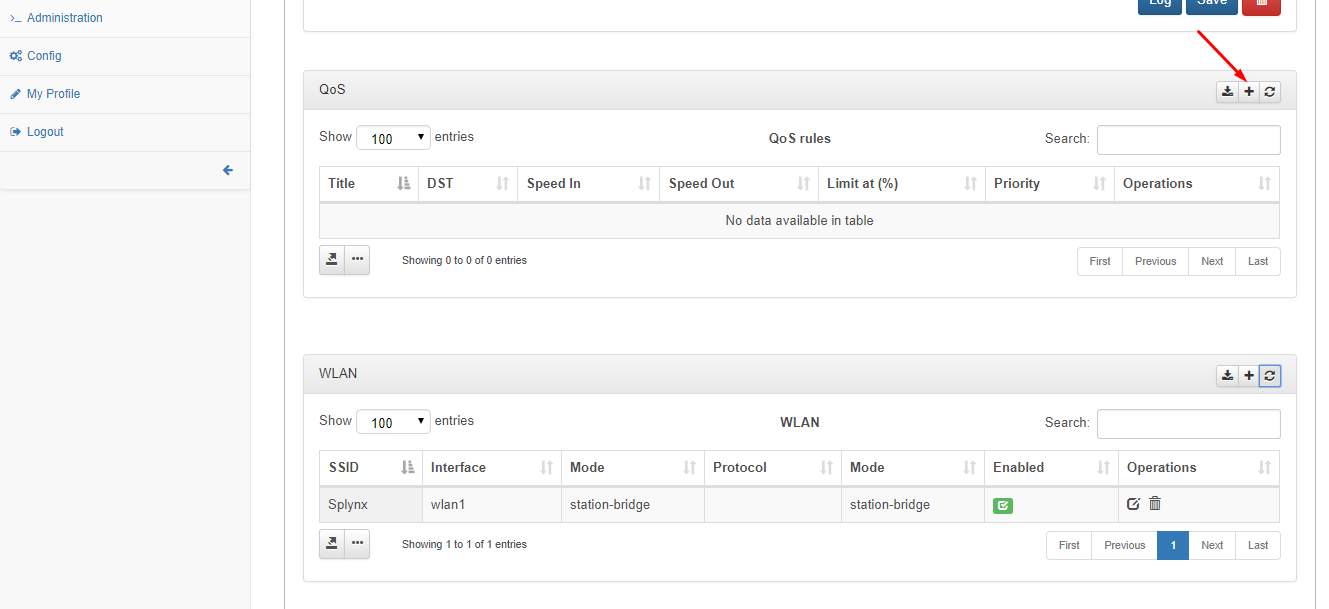 Administration
Config
My Profile
Logout
Log Save
QoS
Show 100 entries QoS rules Search:
Title DST Speed In Speed Out Limit at (%) Priority Operations
No data available in table
Showing 0 to 0 of 0 entries First Previous Next Last
WLAN
Show 100 entries WLAN Search:
SSID Interface Mode Protocol Mode Enabled Operations
Splynx wlan1 station-bridge station-bridge
Showing 1 to 1 of 1 entries First Previous 1 Next Last